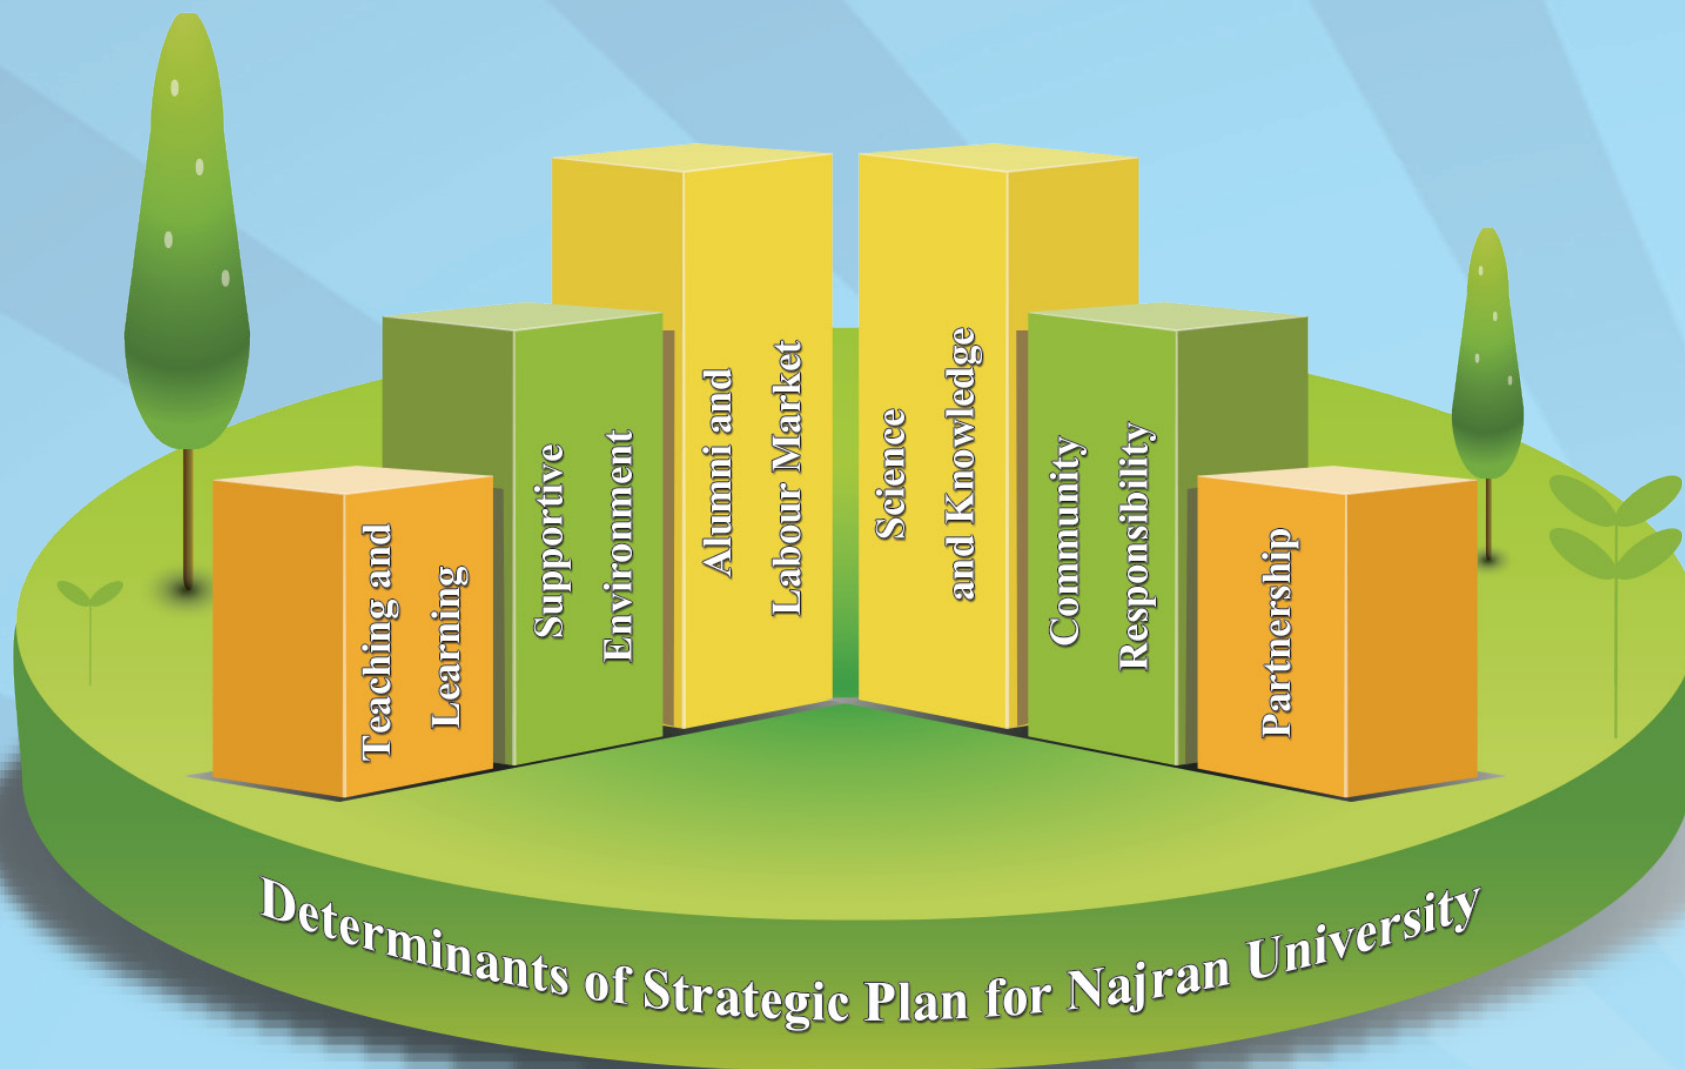 Teaching and
Learning
Supportive
Environment
Alumni and
Labour Market
Science
and Knowledge
Community
Responsibility
Partnership
Determinants of Strategic Plan for Najran University